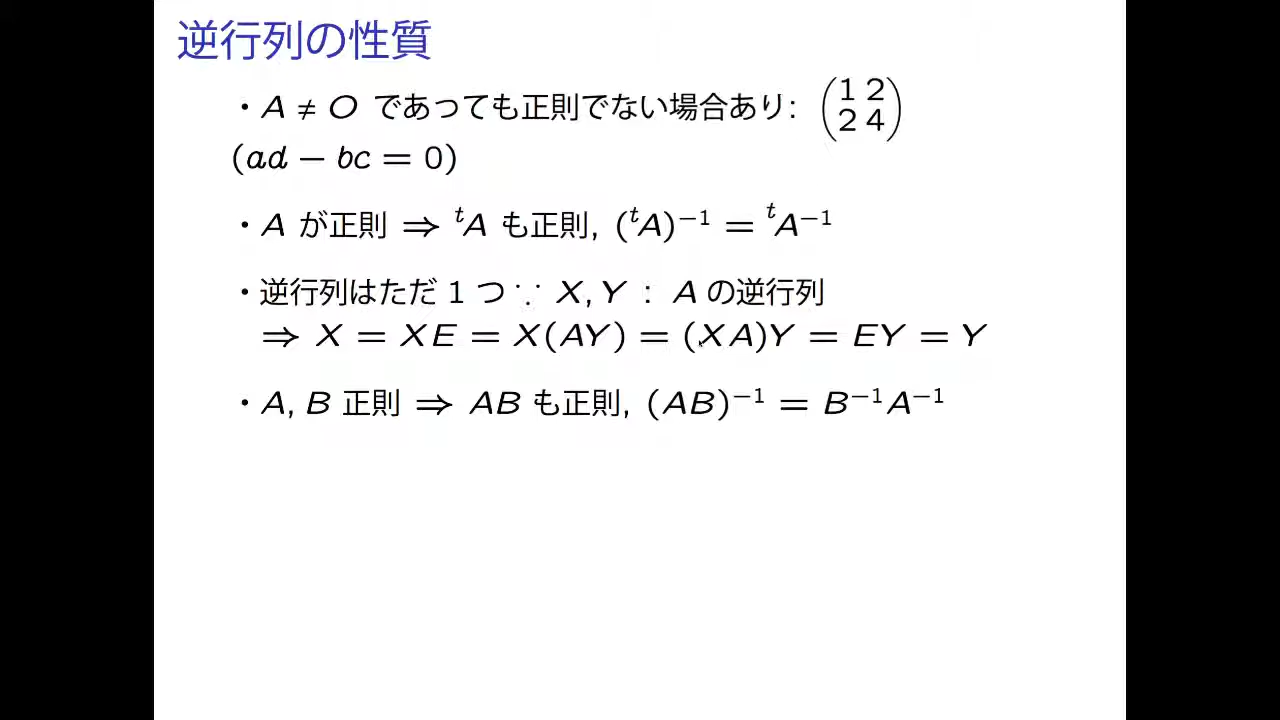 逆行列の性質
・A ≠ O であっても正則でない場合あり: (1 2
2 4)
(ad − bc = 0)
・A が正則 ⇒ ᵗA も正則, (ᵗA)⁻¹ = ᵗA⁻¹
・逆行列はただ 1 つ ∵ X, Y : A の逆行列
⇒ X = XE = X(AY) = (XA)Y = EY = Y
・A, B 正則 ⇒ AB も正則, (AB)⁻¹ = B⁻¹A⁻¹